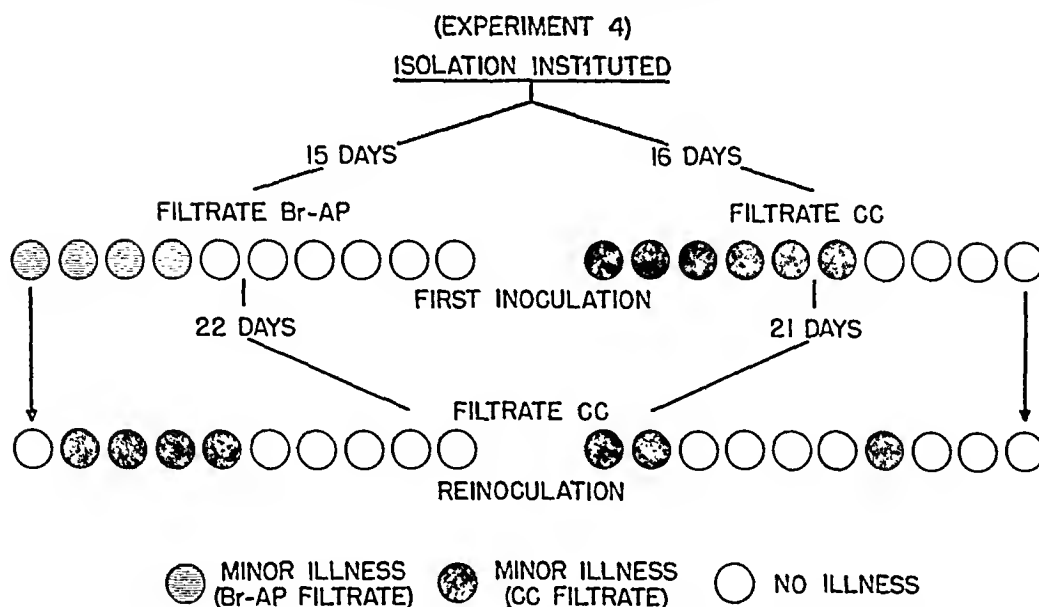 (EXPERIMENT 4)
ISOLATION INSTITUTED
15 DAYS
16 DAYS
FILTRATE Br-AP
FILTRATE CC
FIRST INOCULATION
22 DAYS
21 DAYS
FILTRATE CC
REINOCULATION
MINOR ILLNESS
(Br-AP FILTRATE)
MINOR ILLNESS
(CC FILTRATE)
NO ILLNESS